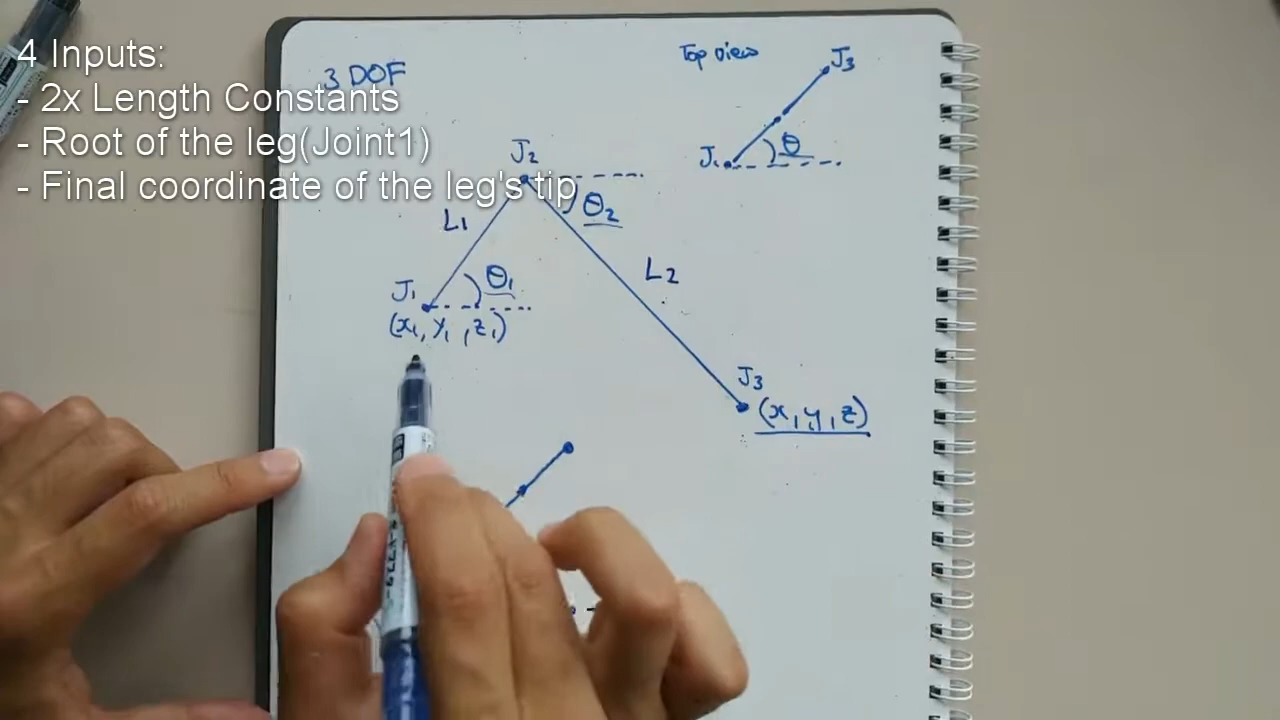 4 Inputs:
- 2x Length Constants
- Root of the leg(Joint1)
- Final coordinate of the leg's tip
3 DOF
Top view
J3
J1
θ
J2
θ2
L1
L2
J1
θ1
(x1, y1, z1)
J3
(x, y, z)